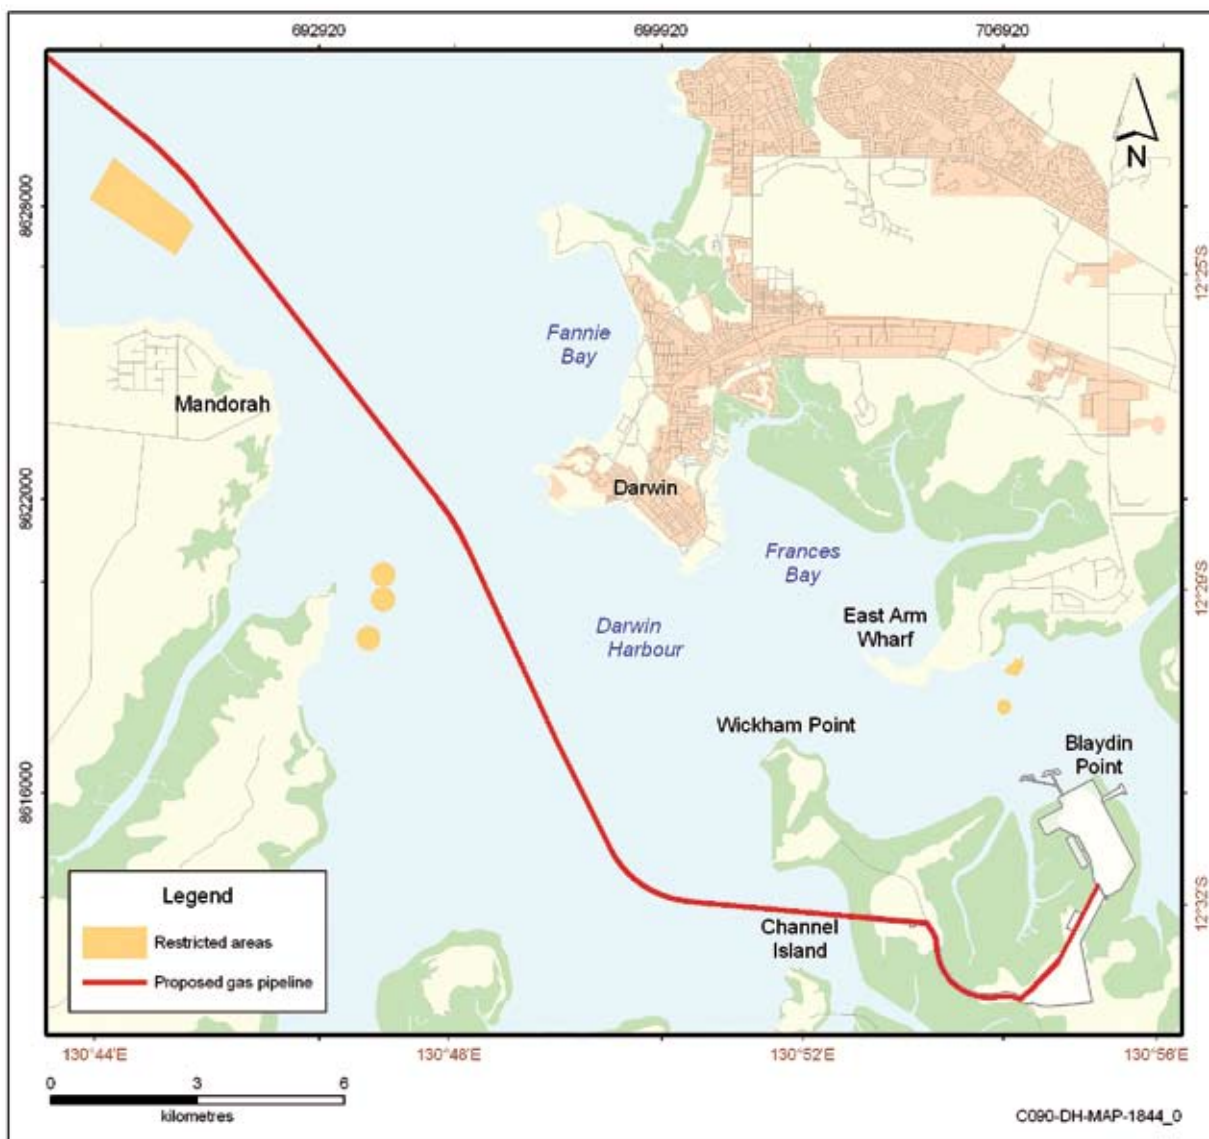 692920
699920
706920
N
8628000
12°25'S
Fannie
Bay
Mandorah
Darwin
8622000
Frances
Bay
12°29'S
East Arm
Wharf
Darwin
Harbour
Wickham Point
Blaydin
Point
8616000
Legend
Restricted areas
Proposed gas pipeline
Channel
Island
12°32'S
130°44'E
130°48'E
130°52'E
130°56'E
0 3 6
kilometres
C090-DH-MAP-1844_0